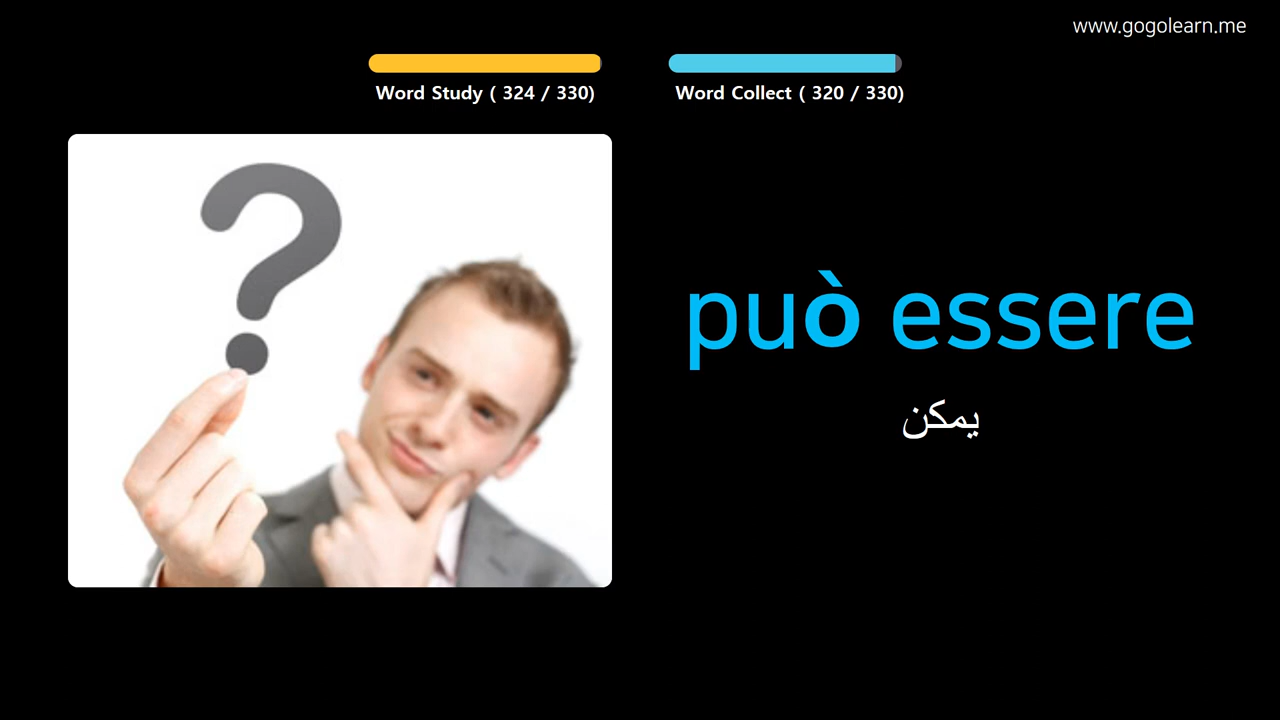 www.gogolearn.me
Word Study ( 324 / 330)
Word Collect ( 320 / 330)
?
può essere
يمكن